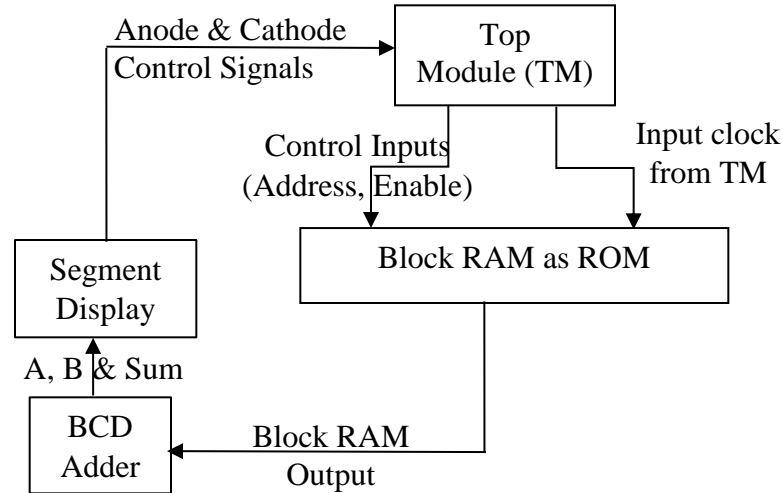 Anode & Cathode
Control Signals
Top
Module (TM)
Control Inputs
(Address, Enable)
Input clock
from TM
Block RAM as ROM
Segment
Display
A, B & Sum
BCD
Adder
Block RAM
Output